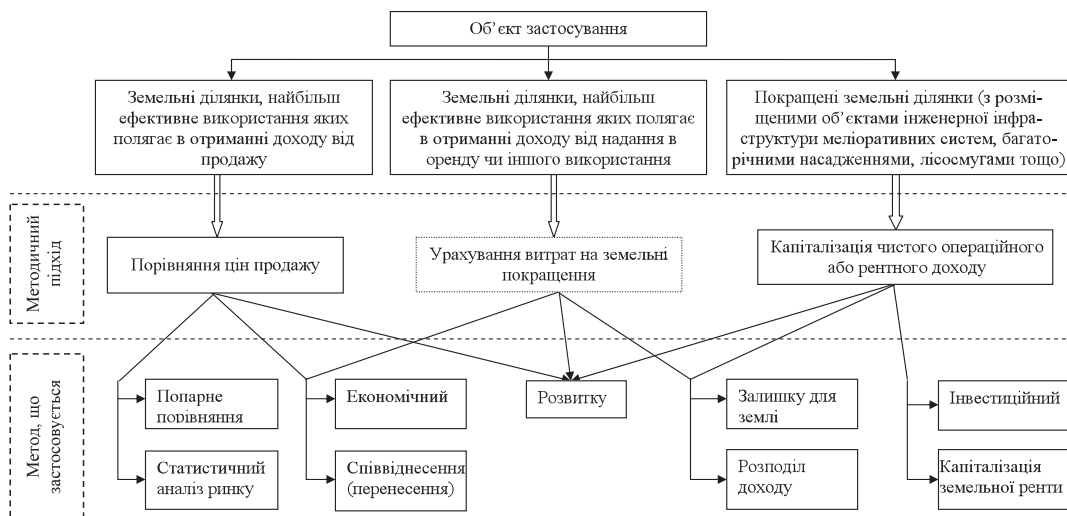 Об’єкт застосування
Земельні ділянки, найбільш
ефективне використання яких
полягає в отриманні доходу від
продажу
Земельні ділянки, найбільш
ефективне використання яких полягає
в отриманні доходу від надання в
оренду чи іншого використання
Покращені земельні ділянки (з розмі-
щеними об’єктами інженерної інфра-
структури меліоративних систем, багато-
річними насадженнями, лісосмугами тощо)
Методичний
підхід
Порівняння цін продажу
Урахування витрат на земельні
покращення
Капіталізація чистого операційного
або рентного доходу
Метод, що
застосовується
Попарне
порівняння
Економічний
Розвитку
Залишку для
землі
Інвестиційний
Статистичний
аналіз ринку
Співвіднесення
(перенесення)
Розподіл
доходу
Капіталізація
земельної ренти